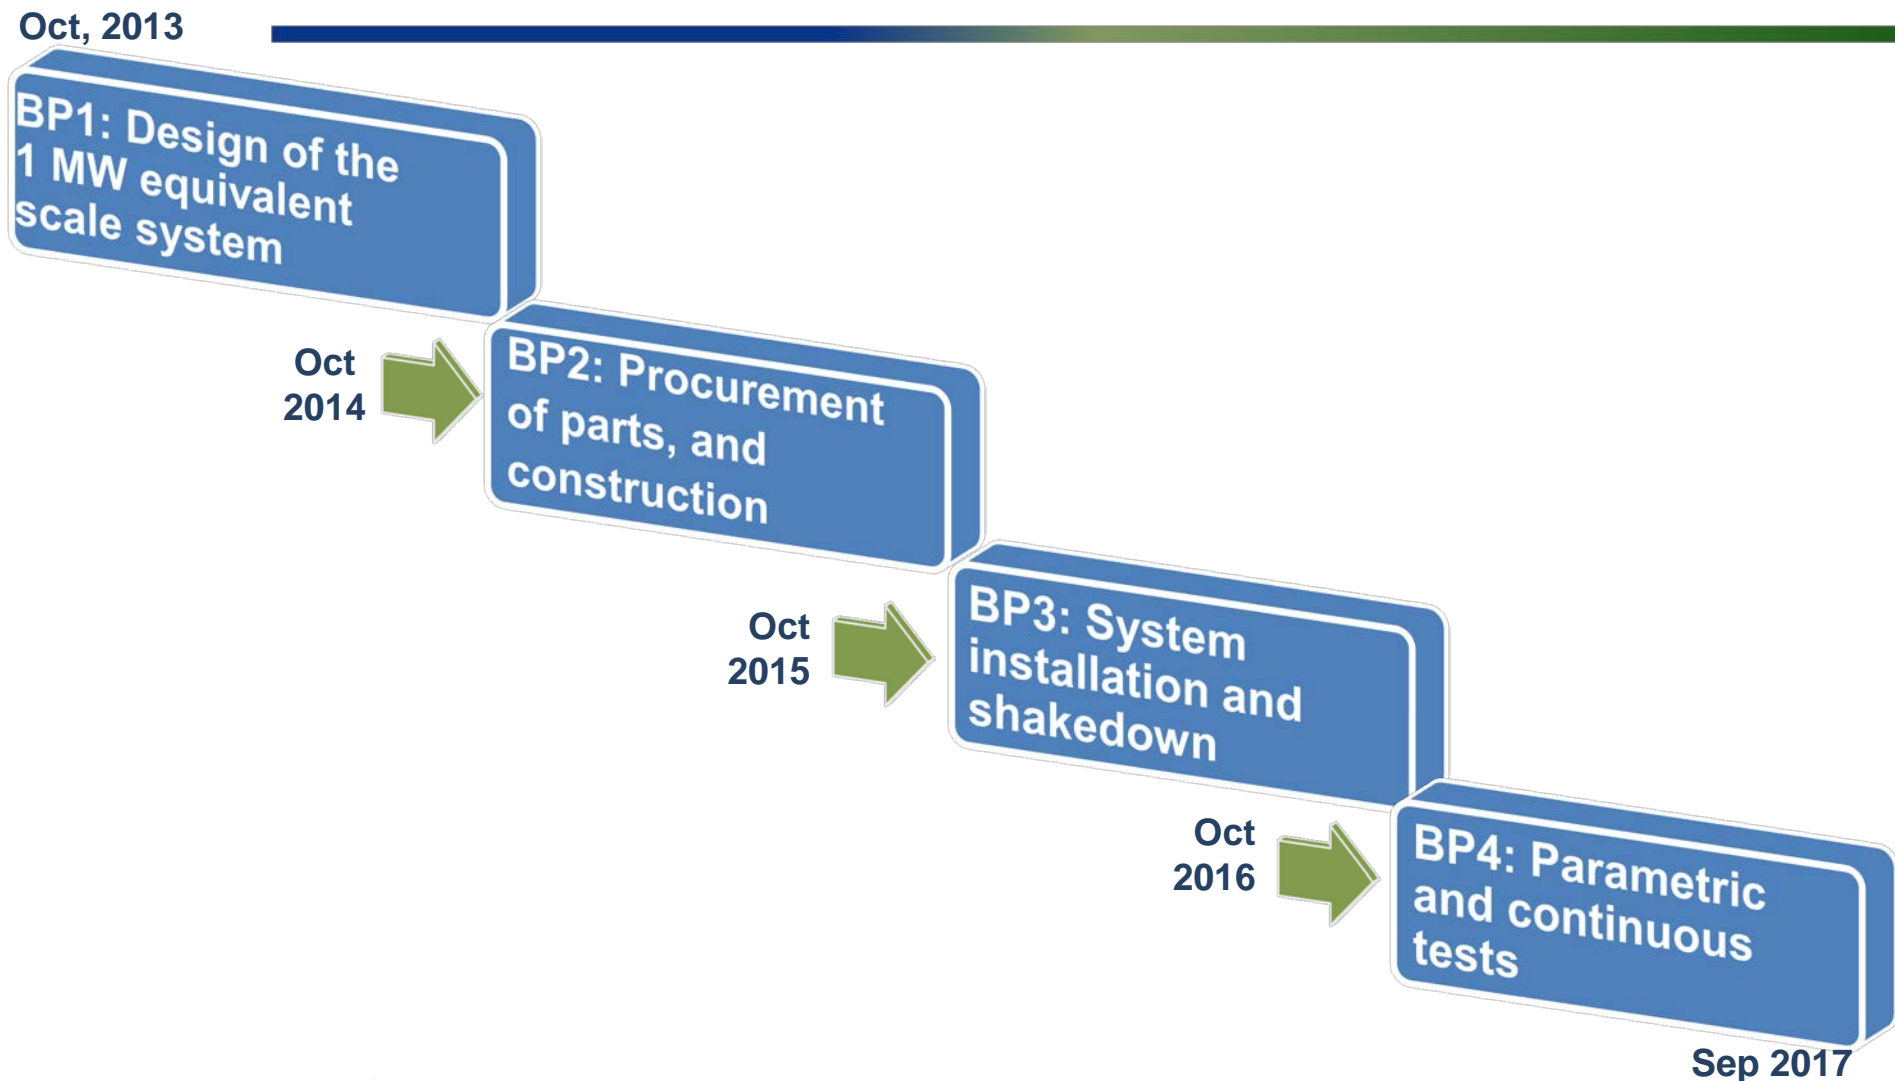 Oct, 2013
BP1: Design of the
1 MW equivalent
scale system
Oct
2014
BP2: Procurement
of parts, and
construction
Oct
2015
BP3: System
installation and
shakedown
Oct
2016
BP4: Parametric
and continuous
tests
Sep 2017